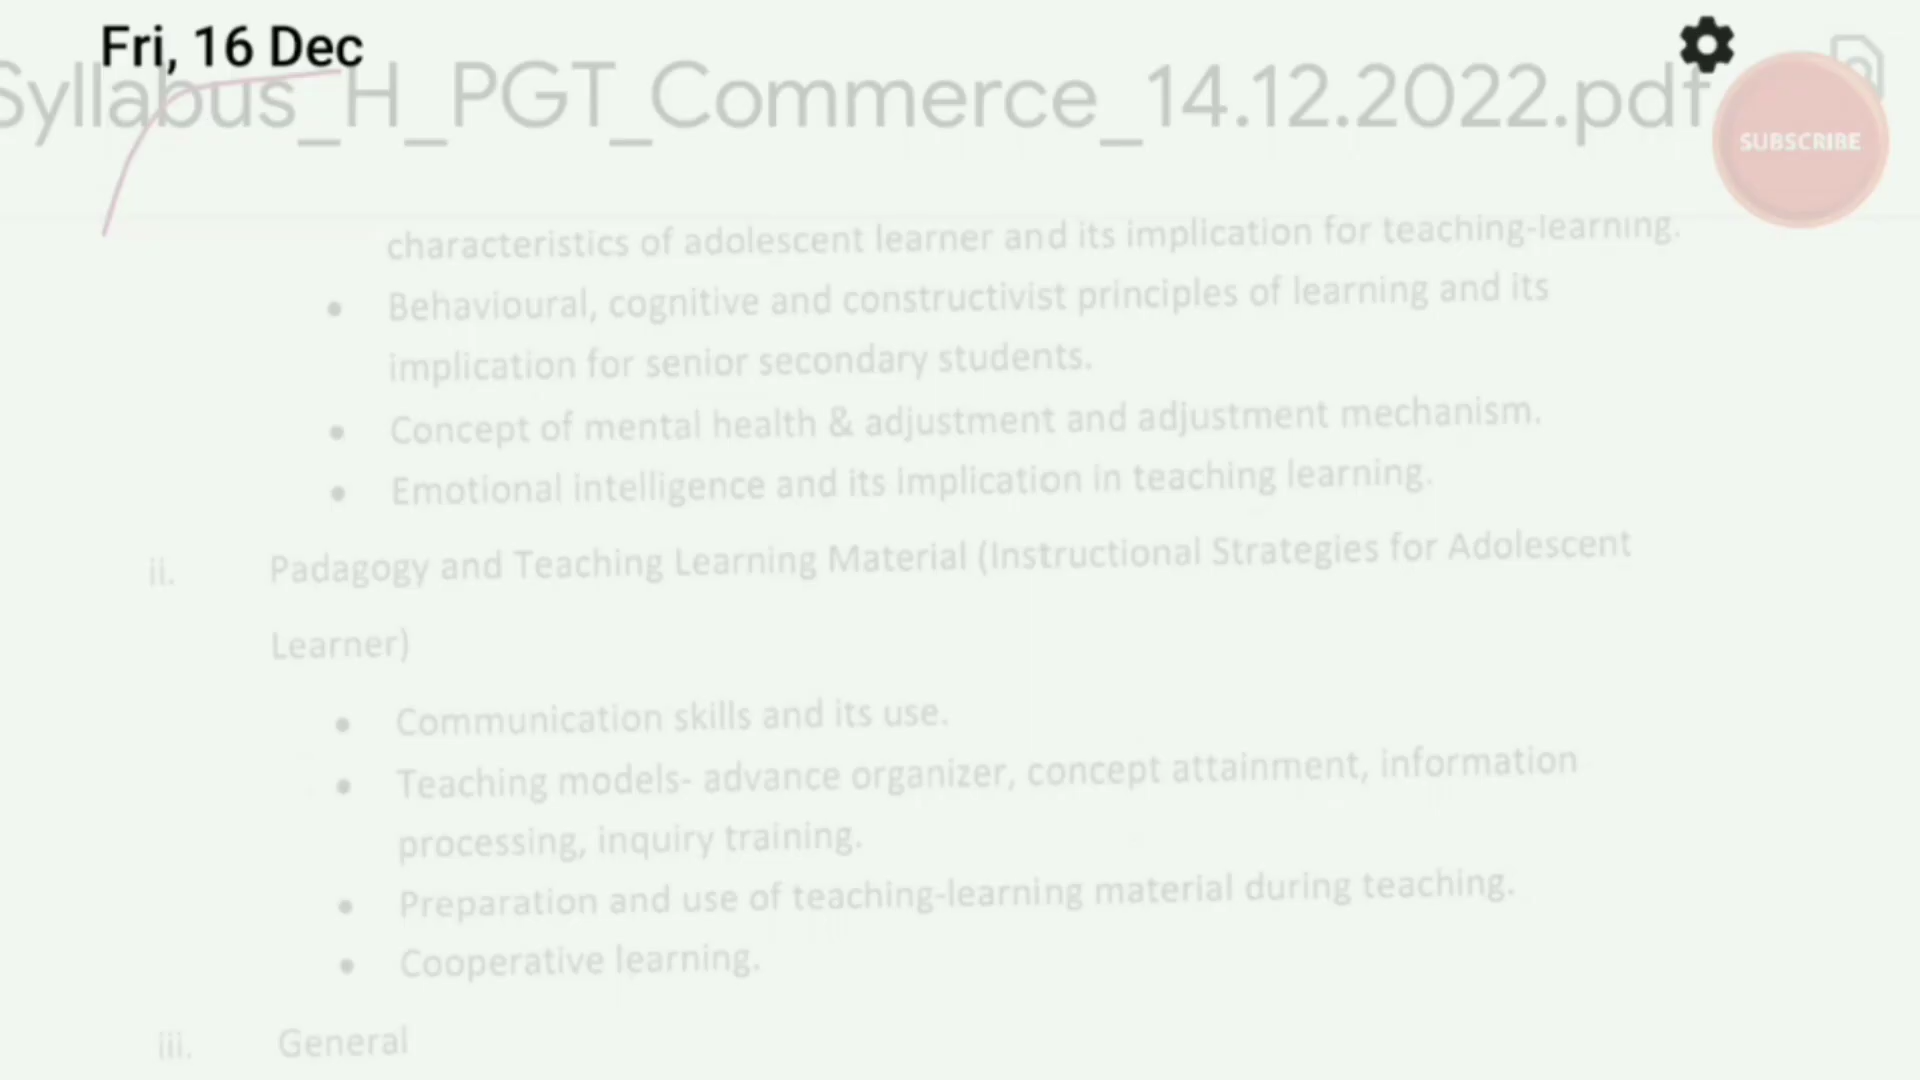 Fri, 16 Dec
Syllabus_H_PGT_Commerce_14.12.2022.pdf
SUBSCRIBE
characteristics of adolescent learner and its implication for teaching-learning.
• Behavioural, cognitive and constructivist principles of learning and its
implication for senior secondary students.
• Concept of mental health & adjustment and adjustment mechanism.
• Emotional intelligence and its implication in teaching learning.
ii. Padagogy and Teaching Learning Material (Instructional Strategies for Adolescent
Learner)
• Communication skills and its use.
• Teaching models- advance organizer, concept attainment, information
processing, inquiry training.
• Preparation and use of teaching-learning material during teaching.
• Cooperative learning.
iii. General